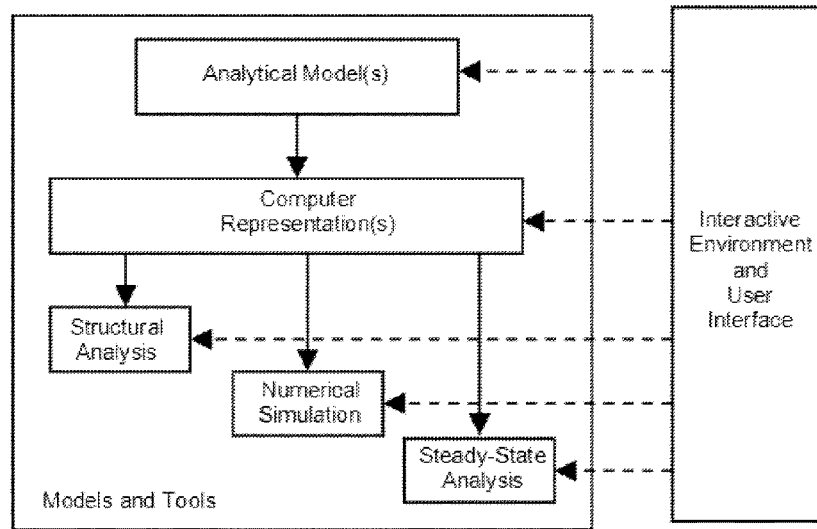 Analytical Model(s)
Computer
Representation(s)
Structural
Analysis
Numerical
Simulation
Steady-State
Analysis
Models and Tools
Interactive
Environment
and
User
Interface